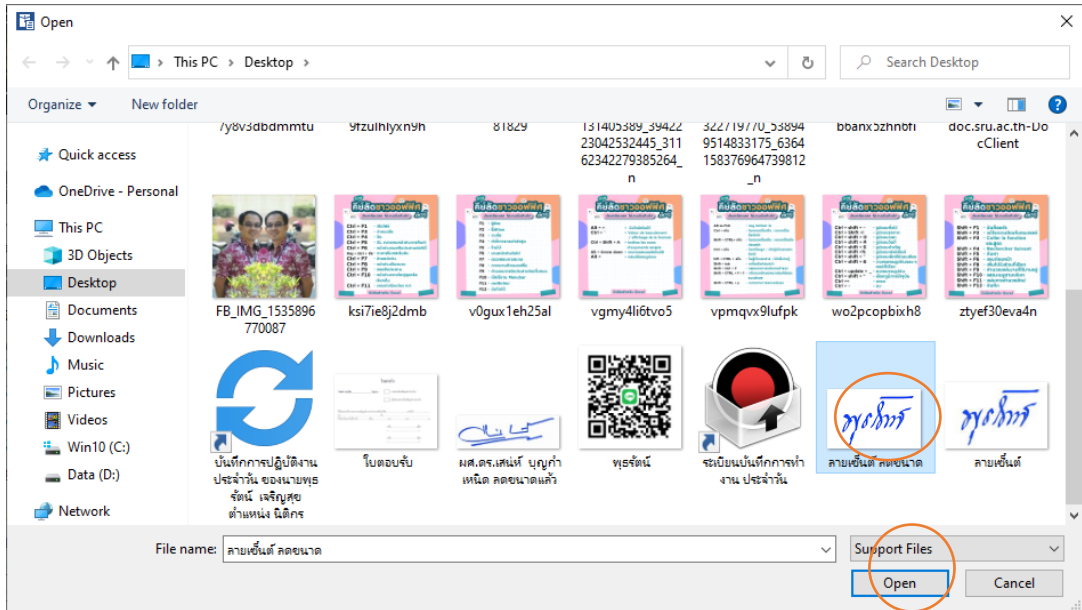 Open
This PC > Desktop >
Search Desktop
Organize
New folder
7y8v3dbdmmtu
9fzulhlyxn9h
81829
131405389_39422
23042532445_311
62342279385264_
n
322719770_53894
9514833175_6364
158376964739812
_n
b6anx5zhnbfi
doc.sru.ac.th-Do
cClient
Quick access
OneDrive - Personal
This PC
3D Objects
Desktop
Documents
Downloads
Music
Pictures
Videos
Win10 (C:)
Data (D:)
Network
FB_IMG_1535896
770087
ksi7ie8j2dmb
v0gux1eh25al
vgmy4li6tvo5
vpmqvx9lufpk
wo2pcopbixh8
ztyef30eva4n
บันทึกการปฏิบัติงาน
ประจำวัน ของนายพุธ
รัตน์ เจริญสุข
ตำแหน่ง นิติกร
ใบตอบรับ
ผศ.ดร.เสน่ห์ บุญกำ
เหนิด ลดขนาดแล้ว
พุธรัตน์
ระเบียนบันทึกการทำ
งาน ประจำวัน
ลายเซ็นต์ ลดขนาด
ลายเซ็นต์
File name:
ลายเซ็นต์ ลดขนาด
Support Files
Open
Cancel